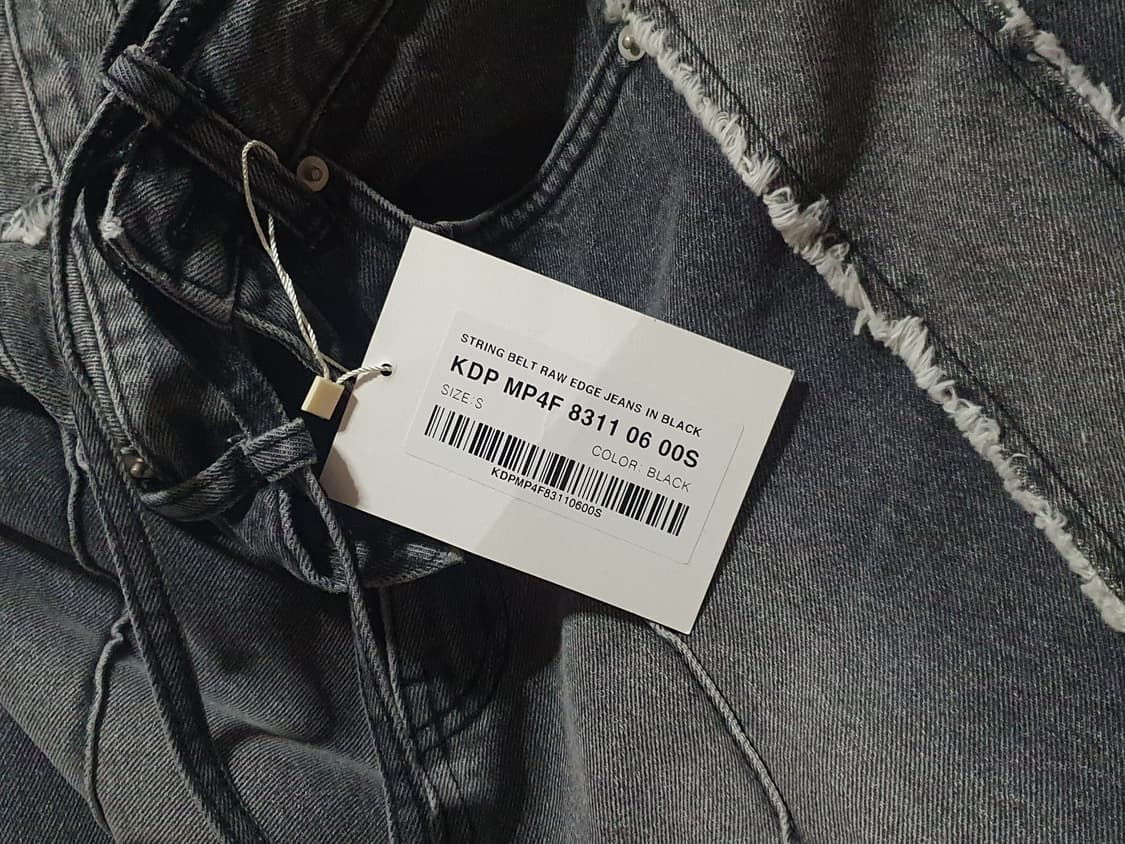 STRING BELT RAW EDGE JEANS IN BLACK
KDP MP4F 8311 06 00S
SIZE:S
COLOR: BLACK
KDPMP4F83110600S